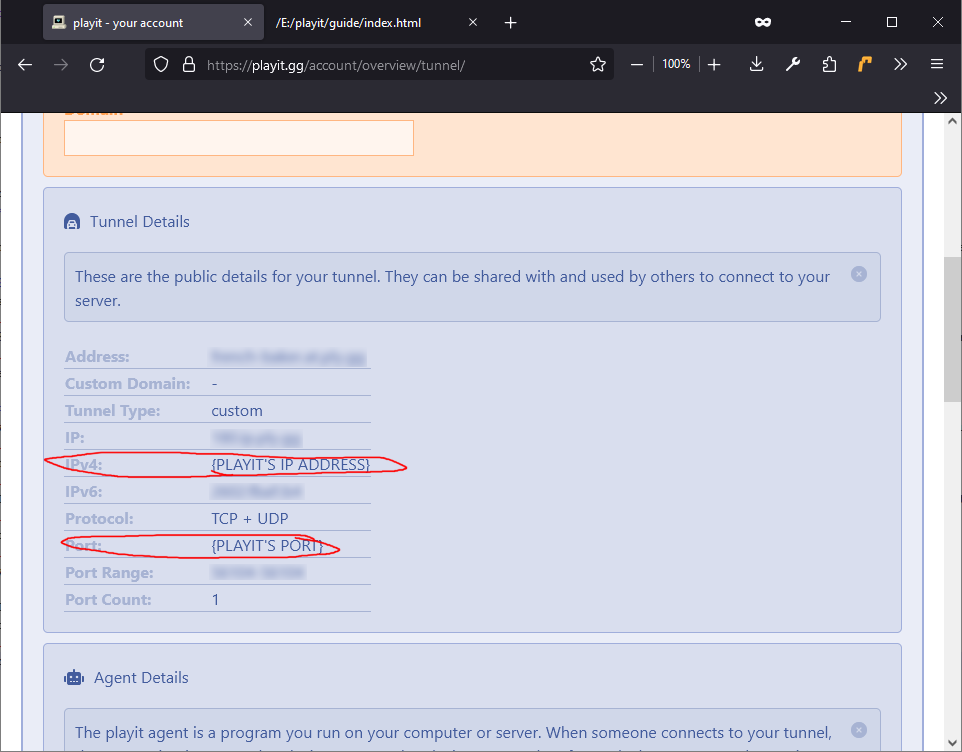 playit - your account
/E:/playit/guide/index.html
https://playit.gg/account/overview/tunnel/
100%
Domain
Tunnel Details
These are the public details for your tunnel. They can be shared with and used by others to connect to your
server.
Address:
Custom Domain: -
Tunnel Type: custom
IP:
IPv4: {PLAYIT'S IP ADDRESS}
IPv6:
Protocol: TCP + UDP
Port: {PLAYIT'S PORT}
Port Range:
Port Count: 1
Agent Details
The playit agent is a program you run on your computer or server. When someone connects to your tunnel,